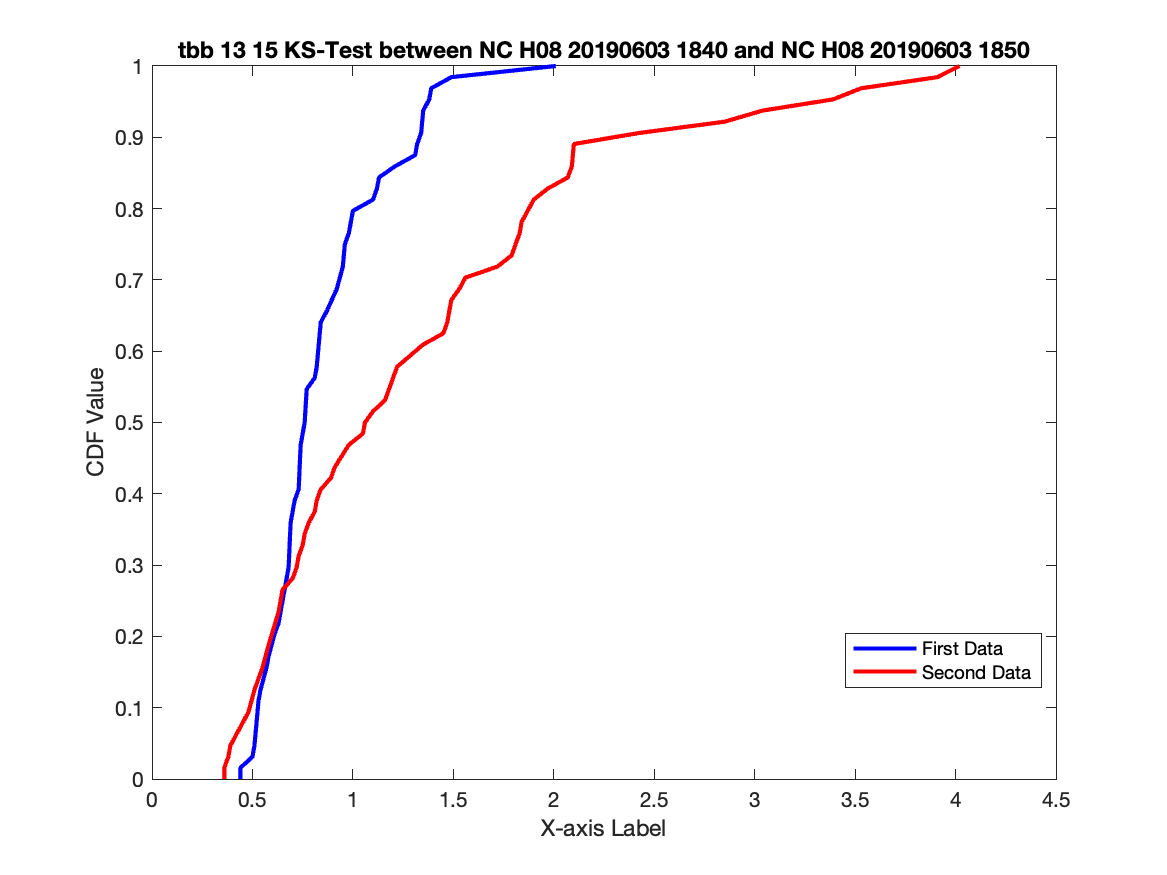 tbb 13 15 KS-Test between NC H08 20190603 1840 and NC H08 20190603 1850
1
0.9
0.8
0.7
0.6
0.5
0.4
0.3
0.2
0.1
0
CDF Value
First Data
Second Data
0 0.5 1 1.5 2 2.5 3 3.5 4 4.5
X-axis Label